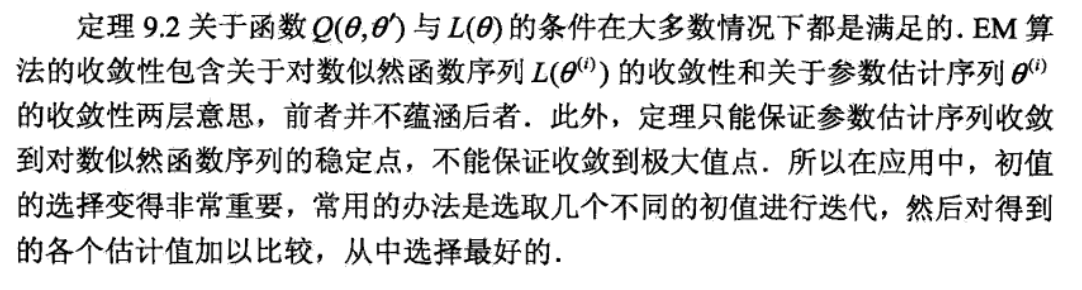 定理 9.2 关于函数 Q(θ,θ′) 与 L(θ) 的条件在大多数情况下都是满足的. EM 算
法的收敛性包含关于对数似然函数序列 L(θ⁽ⁱ⁾) 的收敛性和关于参数估计序列 θ⁽ⁱ⁾
的收敛性两层意思，前者并不蕴涵后者．此外，定理只能保证参数估计序列收敛
到对数似然函数序列的稳定点，不能保证收敛到极大值点．所以在应用中，初值
的选择变得非常重要，常用的办法是选取几个不同的初值进行迭代，然后对得到
的各个估计值加以比较，从中选择最好的．